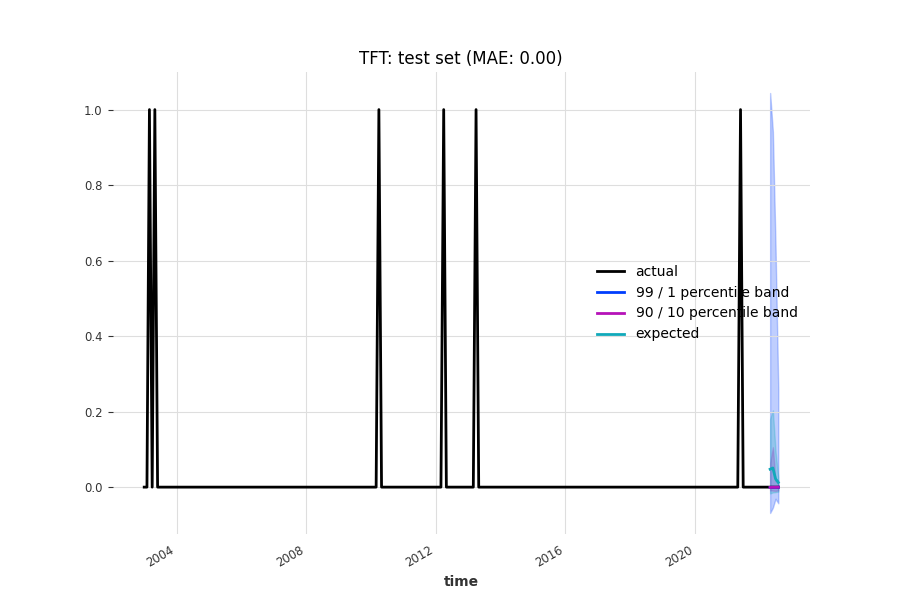 TFT: test set (MAE: 0.00)
1.0
0.8
0.6
0.4
0.2
0.0
actual
99 / 1 percentile band
90 / 10 percentile band
expected
2004
2008
2012
2016
2020
time